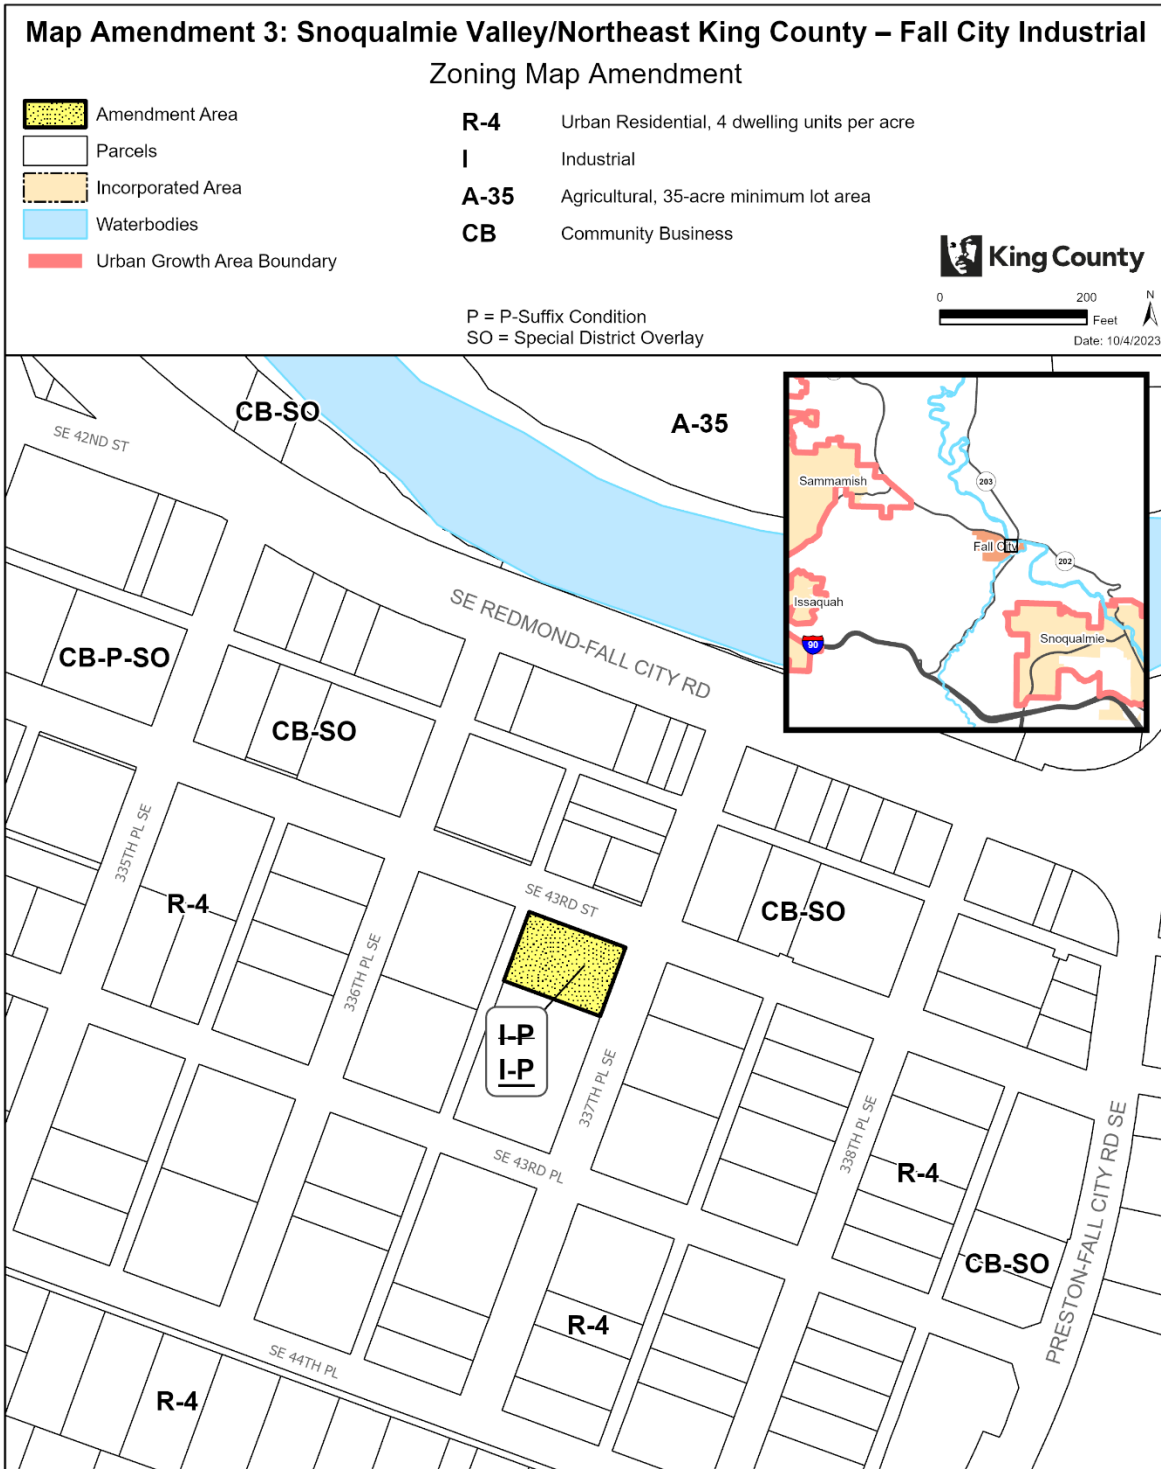 Map Amendment 3: Snoqualmie Valley/Northeast King County – Fall City Industrial
Zoning Map Amendment
Amendment Area
Parcels
Incorporated Area
Waterbodies
Urban Growth Area Boundary
R-4 Urban Residential, 4 dwelling units per acre
I Industrial
A-35 Agricultural, 35-acre minimum lot area
CB Community Business
P = P-Suffix Condition
SO = Special District Overlay
King County
0 200
Feet
N
Date: 10/4/2023
CB-SO
A-35
SE 42ND ST
Sammamish
203
Fall City
202
Issaquah
Snoqualmie
90
SE REDMOND-FALL CITY RD
CB-P-SO
CB-SO
335TH PL SE
R-4
SE 43RD ST
CB-SO
336TH PL SE
I-P
I-P
337TH PL SE
338TH PL SE
SE 43RD PL
R-4
PRESTON-FALL CITY RD SE
CB-SO
R-4
SE 44TH PL
R-4